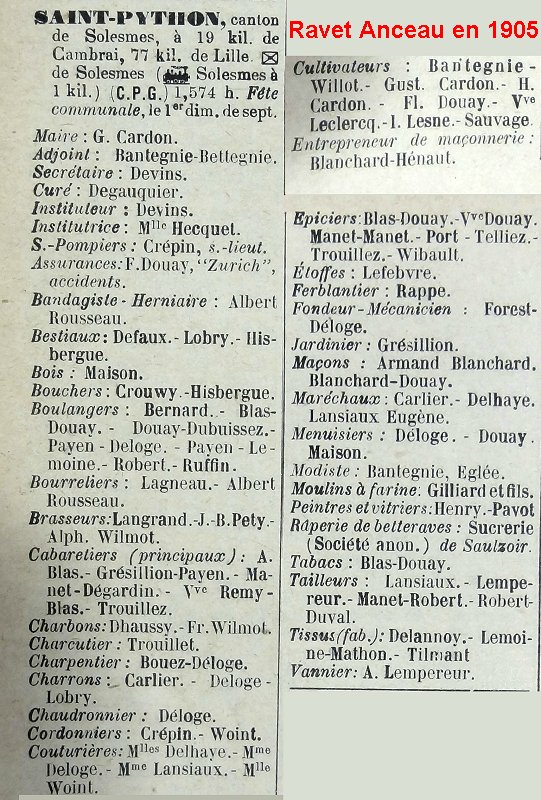 SAINT-PYTHON, canton
de Solesmes, à 19 kil. de
Cambrai, 77 kil. de Lille
de Solesmes ( Solesmes à
1 kil.) (C.P.G.) 1,574 h. Fête
communale, le 1er dim. de sept.
Maire : G. Cardon.
Adjoint : Bantegnie-Bettegnie.
Secrétaire : Devins.
Curé : Degauquier.
Instituteur : Devins.
Institutrice : Mlle Hecquet.
S.-Pompiers : Crépin, s.-lieut.
Assurances : F. Douay, "Zurich",
accidents.
Bandagiste-Herniaire : Albert
Rousseau.
Bestiaux : Defaux.- Lobry.- His-
bergue.
Bois : Maison.
Bouchers : Crouwy.-Hisbergue.
Boulangers : Bernard.- Blas-
Douay. - Douay-Dubuissez.-
Payen - Deloge. - Payen - Le-
moine.- Robert.- Ruffin.
Bourreliers : Lagneau.- Albert
Rousseau.
Brasseurs : Langrand.-J.-B.Pety.-
Alph. Wilmot.
Cabaretiers (principaux) : A.
Blas.- Grésillion-Payen.- Ma-
net-Dégardin. - Vve Remy-
Blas.- Trouillez.
Charbons : Dhaussy.- Fr. Wilmot.
Charcutier : Trouillet.
Charpentier : Bouez-Déloge.
Charrons : Carlier. - Deloge -
Lobry.
Chaudronnier : Déloge.
Cordonniers : Crépin.- Woint.
Couturières : Mlles Delhaye.- Mme
Deloge.- Mme Lansiaux.- Mlle
Woint.
Ravet Anceau en 1905
Cultivateurs : Bantegnie-
Willot.- Gust. Cardon.- H.
Cardon. - Fl. Douay.- Vve
Leclercq.-I. Lesne.-Sauvage.
Entrepreneur de maçonnerie :
Blanchard-Hénaut.
Epiciers : Blas-Douay.-Vve Douay.
Manet-Manet.- Port - Telliez.-
Trouillez.- Wibault.
Étoffes : Lefebvre.
Ferblantier : Rappe.
Fondeur-Mécanicien : Forest-
Déloge.
Jardinier : Grésillion.
Maçons : Armand Blanchard.
Blanchard-Douay.
Maréchaux : Carlier.- Delhaye.
Lansiaux Eugène.
Menuisiers : Déloge. - Douay.
Maison.
Modiste : Bantegnie, Eglée.
Moulins à farine : Gilliard et fils.
Peintres et vitriers : Henry.-Pavot
Râperie de betteraves : Sucrerie
(Société anon.) de Saulzoir.
Tabacs : Blas-Douay.
Tailleurs : Lansiaux.- Lempe-
reur.- Manet-Robert.- Robert-
Duval.
Tissus (fab.) : Delannoy.- Lemoi-
ne-Mathon.- Tilmant
Vannier : A. Lempereur.